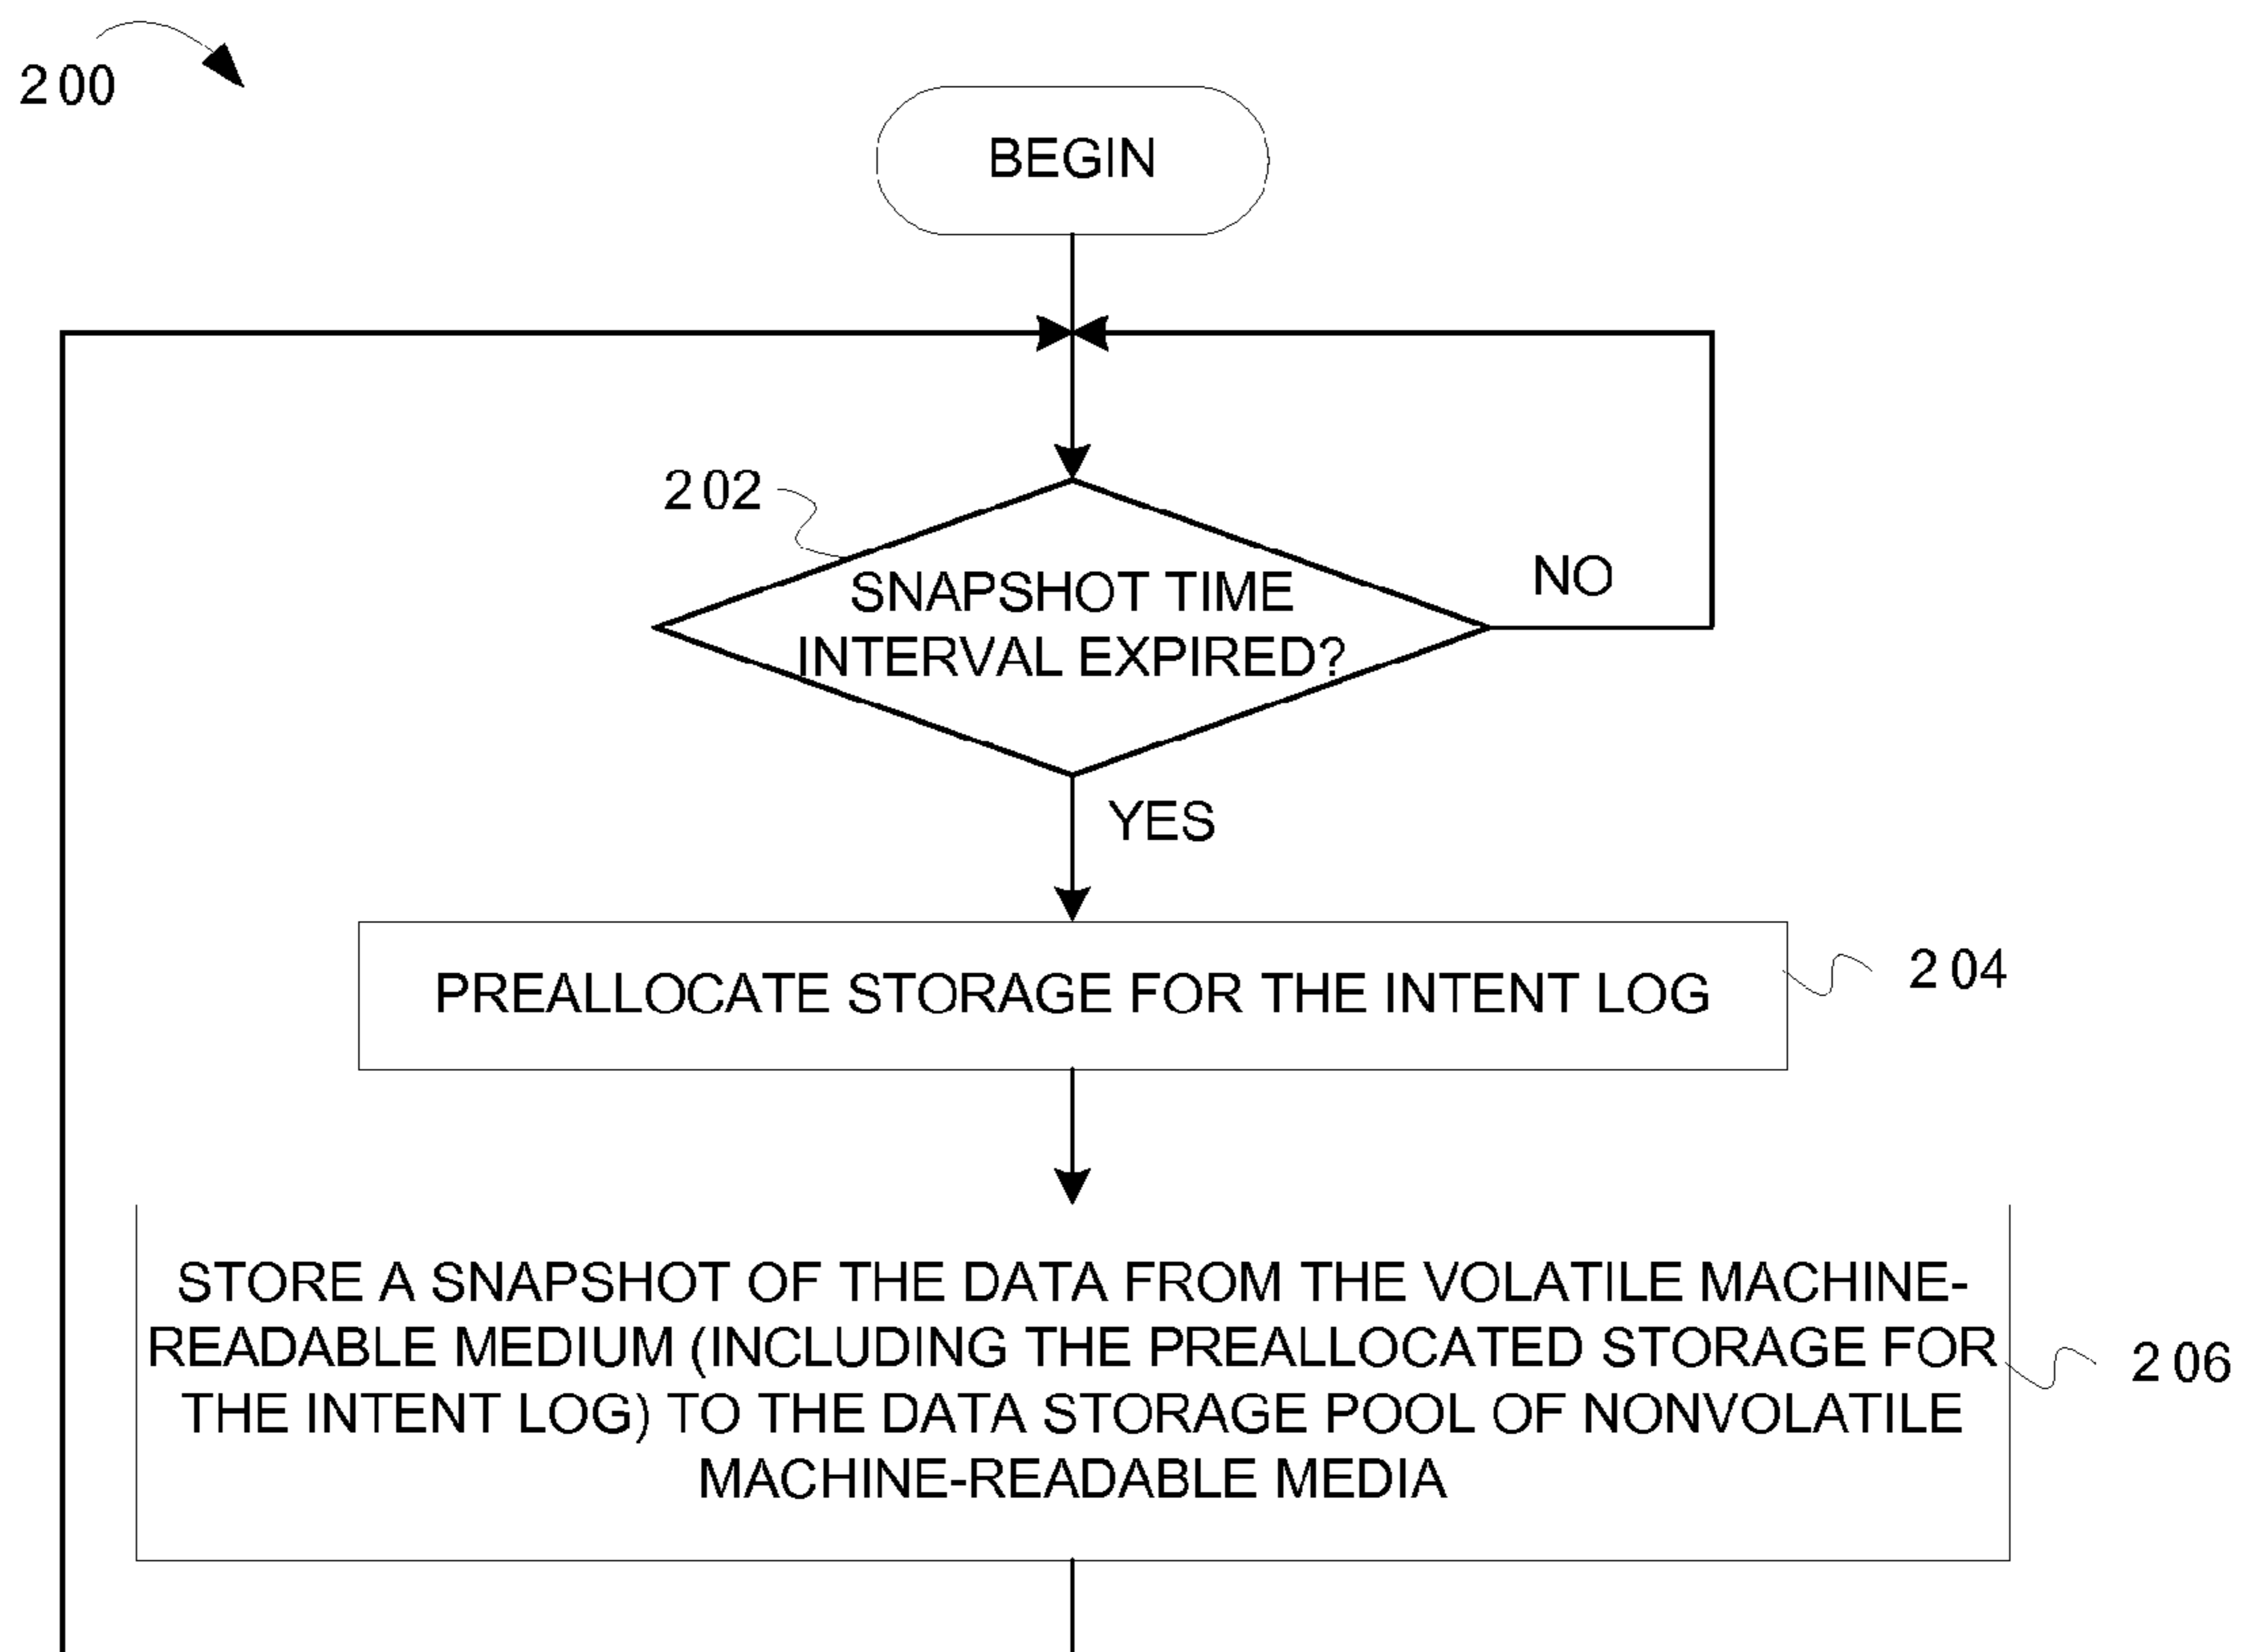 200
BEGIN
202
SNAPSHOT TIME
INTERVAL EXPIRED?
NO
YES
PREALLOCATE STORAGE FOR THE INTENT LOG
204
STORE A SNAPSHOT OF THE DATA FROM THE VOLATILE MACHINE-
READABLE MEDIUM (INCLUDING THE PREALLOCATED STORAGE FOR
THE INTENT LOG) TO THE DATA STORAGE POOL OF NONVOLATILE
MACHINE-READABLE MEDIA
206